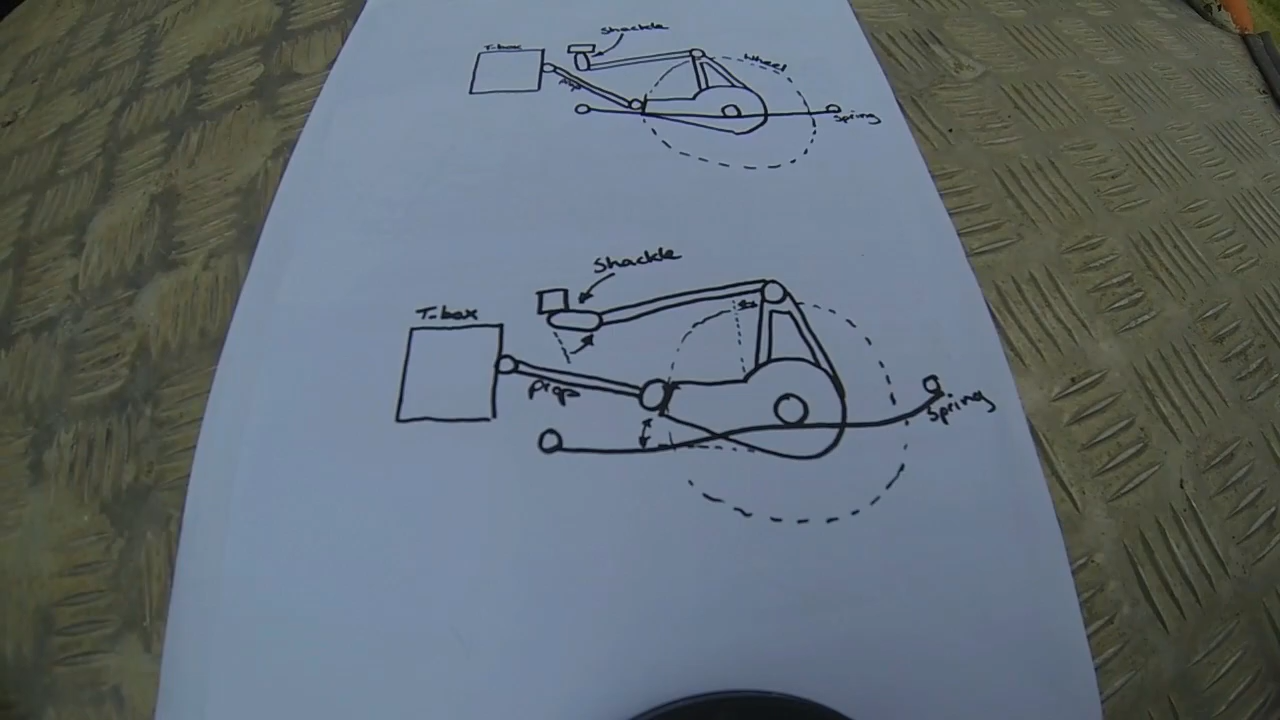 shackle
T-box
wheel
prop
spring
shackle
T-box
prop
spring